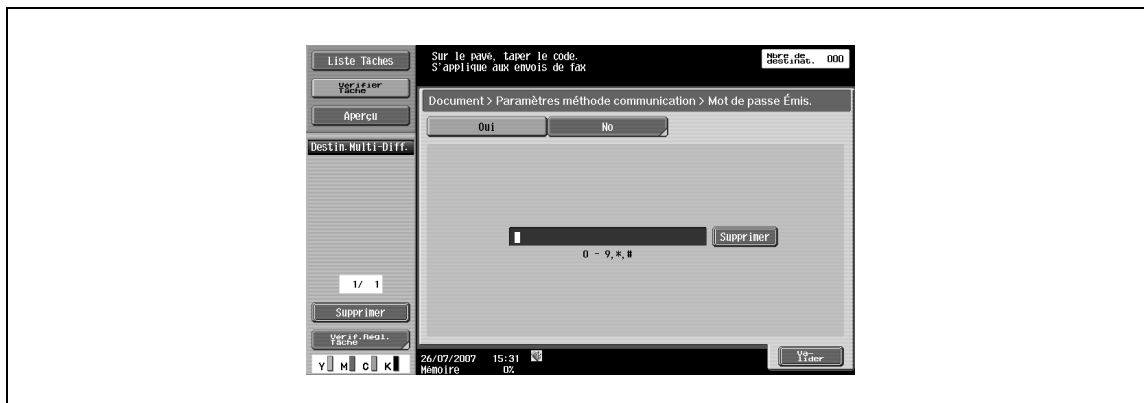 Liste Tâches
Vérifier
Tâche
Aperçu
Destin.Multi-Diff.
1/ 1
Supprimer
Vérif.Régl.
Tâche
Y M C K
Sur le pavé, taper le code.
S'applique aux envois de fax
Nbre de
destinat. 000
Document > Paramètres méthode communication > Mot de passe Émis.
Oui No
Supprimer
0 - 9,*,#
26/07/2007 15:31
Mémoire 0%
Va-
lider